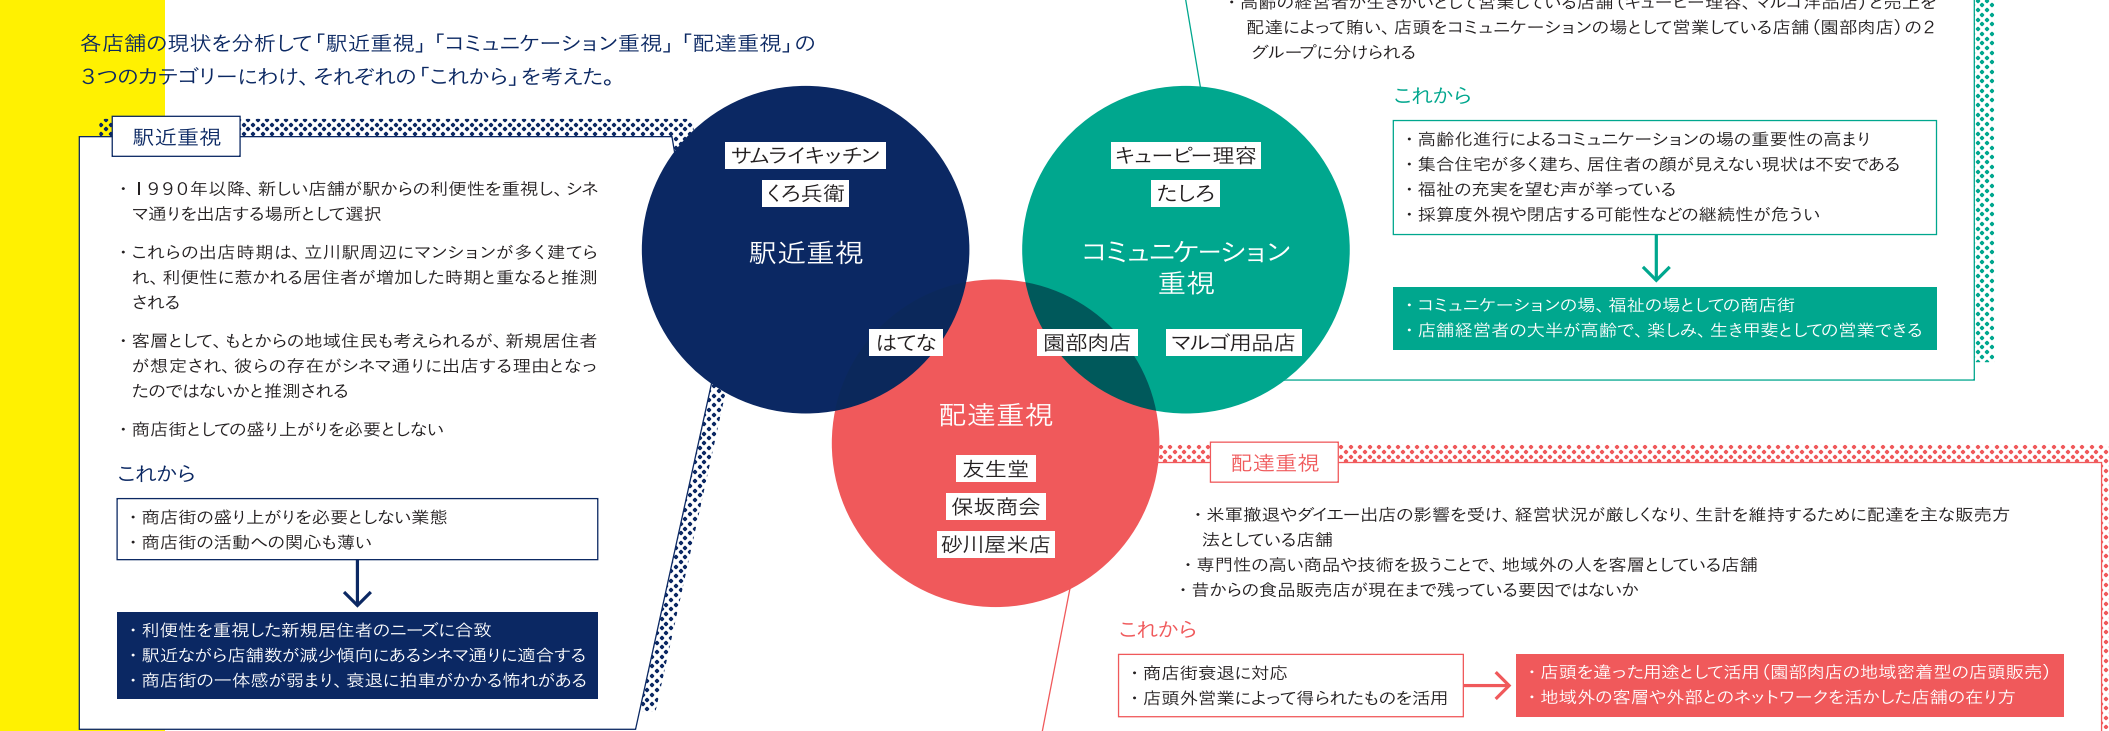 各店舗の現状を分析して「駅近重視」「コミュニケーション重視」「配達重視」の
3つのカテゴリーにわけ、それぞれの「これから」を考えた。
駅近重視
・1990年以降、新しい店舗が駅からの利便性を重視し、シネ
マ通りを出店する場所として選択
・これらの出店時期は、立川駅周辺にマンションが多く建てら
れ、利便性に惹かれる居住者が増加した時期と重なると推測
される
・客層として、もとからの地域住民も考えられるが、新規居住者
が想定され、彼らの存在がシネマ通りに出店する理由となっ
たのではないかと推測される
・商店街としての盛り上がりを必要としない
これから
・商店街の盛り上がりを必要としない業態
・商店街の活動への関心も薄い
・利便性を重視した新規居住者のニーズに合致
・駅近ながら店舗数が減少傾向にあるシネマ通りに適合する
・商店街の一体感が弱まり、衰退に拍車がかかる怖れがある
サムライキッチン
くろ兵衛
駅近重視
はてな
キューピー理容
たしろ
コミュニケーション
重視
園部肉店
マルゴ用品店
配達重視
友生堂
保坂商会
砂川屋米店
・高齢の経営者が生きがいとして営業している店舗(キューピー理容、マルゴ洋品店)と売上を
配達によって賄い、店頭をコミュニケーションの場として営業している店舗(園部肉店)の2
グループに分けられる
これから
・高齢化進行によるコミュニケーションの場の重要性の高まり
・集合住宅が多く建ち、居住者の顔が見えない現状は不安である
・福祉の充実を望む声が挙っている
・採算度外視や閉店する可能性などの継続性が危うい
・コミュニケーションの場、福祉の場としての商店街
・店舗経営者の大半が高齢で、楽しみ、生き甲斐としての営業できる
配達重視
・米軍撤退やダイエー出店の影響を受け、経営状況が厳しくなり、生計を維持するために配達を主な販売方
法としている店舗
・専門性の高い商品や技術を扱うことで、地域外の人を客層としている店舗
・昔からの食品販売店が現在まで残っている要因ではないか
これから
・商店街衰退に対応
・店頭外営業によって得られたものを活用
・店頭を違った用途として活用(園部肉店の地域密着型の店頭販売)
・地域外の客層や外部とのネットワークを活かした店舗の在り方